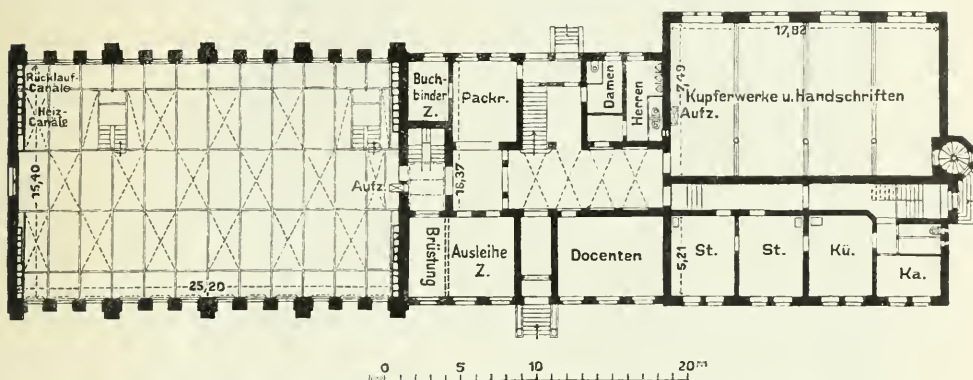 Rücklauf-
Canäle
Heiz-
Canäle
15,40
25,20
Aufz.
Buch-
binder
Z.
Packr.
16,37
Brüstung
Ausleihe
Z.
Damen
Herren
Docenten
17,82
7,49
Kupferwerke u. Handschriften
Aufz.
5,21
St.
St.
Kü.
Ka.
0 5 10 20 m